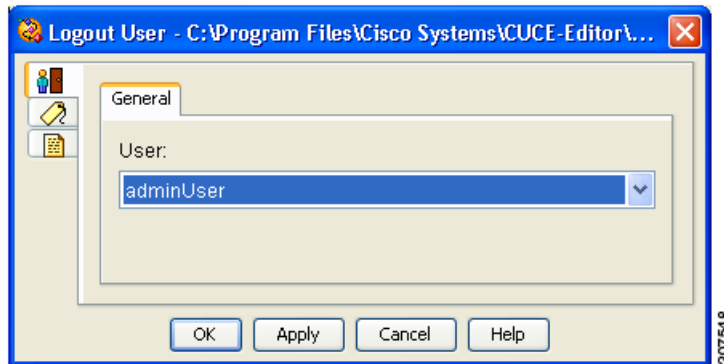 Logout User - C:\Program Files\Cisco Systems\CUCE-Editor\...
General
User:
adminUser
OK
Apply
Cancel
Help